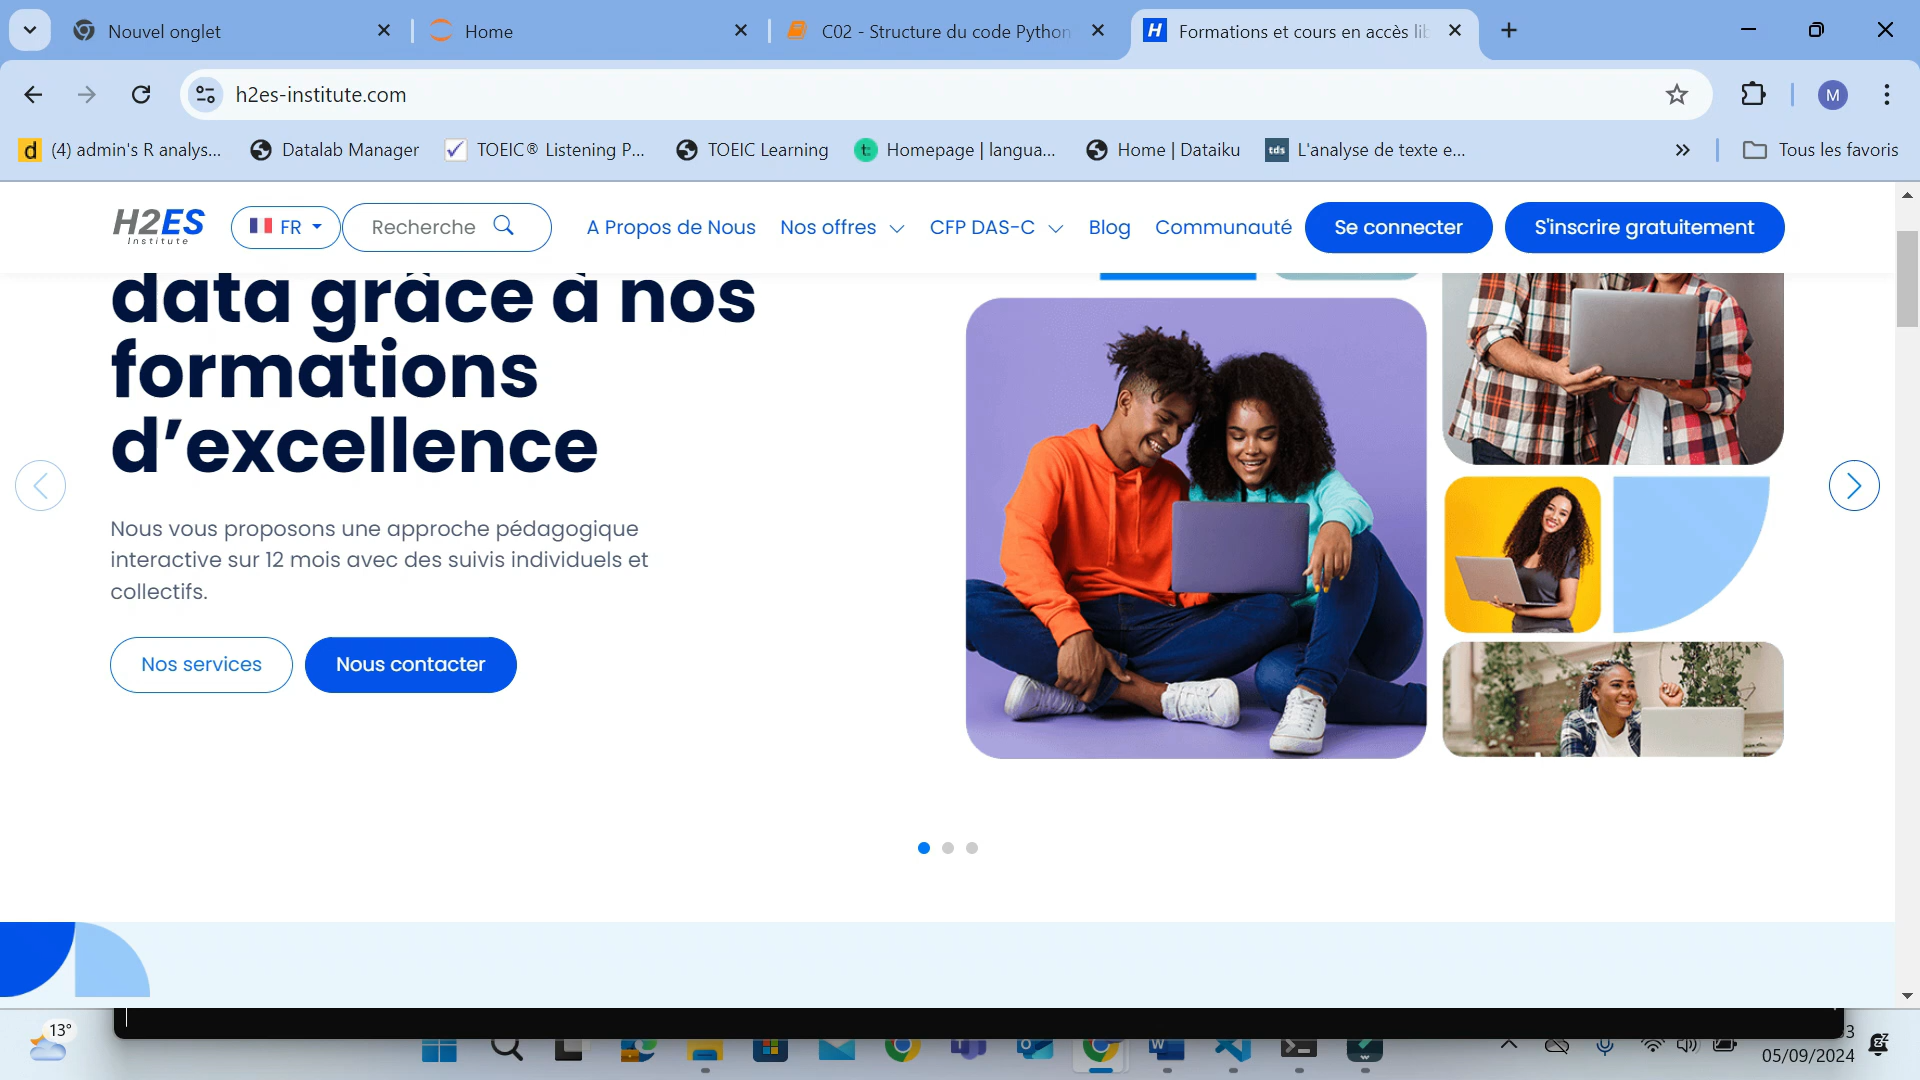 Nouvel onglet
Home
C02 - Structure du code Python
Formations et cours en accès li
h2es-institute.com
M
d (4) admin's R analys...
Datalab Manager
TOEIC® Listening P...
TOEIC Learning
t: Homepage | langua...
Home | Dataiku
tds L'analyse de texte e...
Tous les favoris
H2ES
Institute
FR
Recherche
A Propos de Nous
Nos offres
CFP DAS-C
Blog
Communauté
Se connecter
S'inscrire gratuitement
data grâce à nos
formations
d’excellence
Nous vous proposons une approche pédagogique
interactive sur 12 mois avec des suivis individuels et
collectifs.
Nos services
Nous contacter
13°
3
05/09/2024